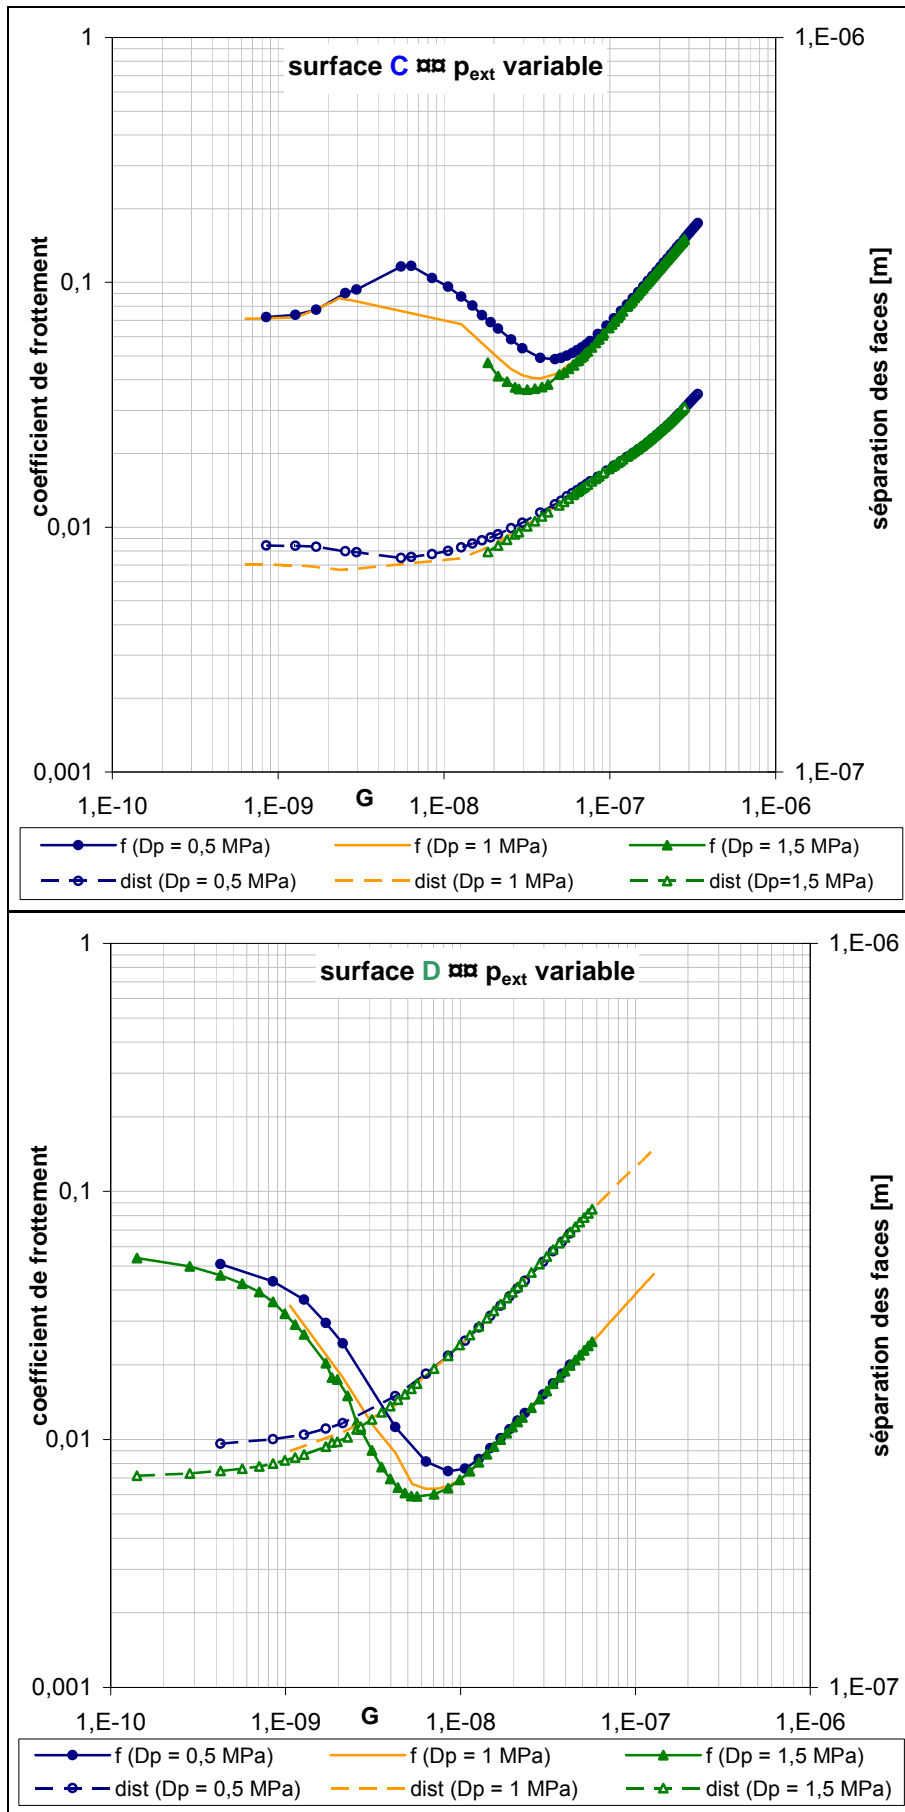 surface C ¤¤ pext variable
1
0,1
0,01
0,001
coefficient de frottement
1,E-06
1,E-07
séparation des faces [m]
1,E-10
1,E-09
1,E-08
1,E-07
1,E-06
G
f (Dp = 0,5 MPa)
f (Dp = 1 MPa)
f (Dp = 1,5 MPa)
dist (Dp = 0,5 MPa)
dist (Dp = 1 MPa)
dist (Dp=1,5 MPa)
surface D ¤¤ pext variable
1
0,1
0,01
0,001
coefficient de frottement
1,E-06
1,E-07
séparation des faces [m]
1,E-10
1,E-09
1,E-08
1,E-07
1,E-06
G
f (Dp = 0,5 MPa)
f (Dp = 1 MPa)
f (Dp = 1,5 MPa)
dist (Dp = 0,5 MPa)
dist (Dp = 1 MPa)
dist (Dp = 1,5 MPa)